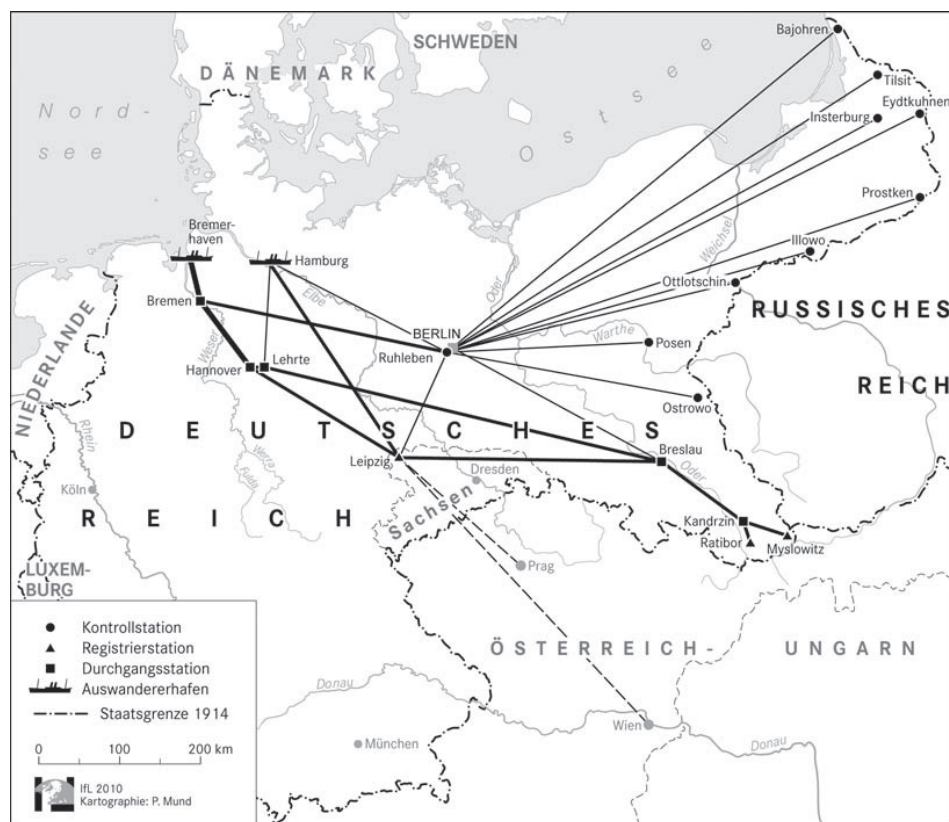 SCHWEDEN
DÄNEMARK
Nord-
see
Ostsee
Bajohren
Tilsit
Eydtkuhnen
Insterburg
Prostken
Illowo
Ottlotschin
Weichsel
Bremer-
haven
Hamburg
Elbe
Oder
Bremen
BERLIN
Ruhleben
Warthe
Posen
RUSSISCHES
REICH
NIEDERLANDE
Weser
Hannover
Lehrte
Ostrowo
DEUTSCHES
REICH
Rhein
Köln
Werra
Fulda
Leipzig
Dresden
Sachsen
Breslau
Oder
Kandrzin
Ratibor
Myslowitz
Prag
LUXEM-
BURG
ÖSTERREICH-
UNGARN
Donau
Wien
Donau
München
Kontrollstation
Registrierstation
Durchgangsstation
Auswandererhafen
Staatsgrenze 1914
0 100 200 km
IfL 2010
Kartographie: P. Mund